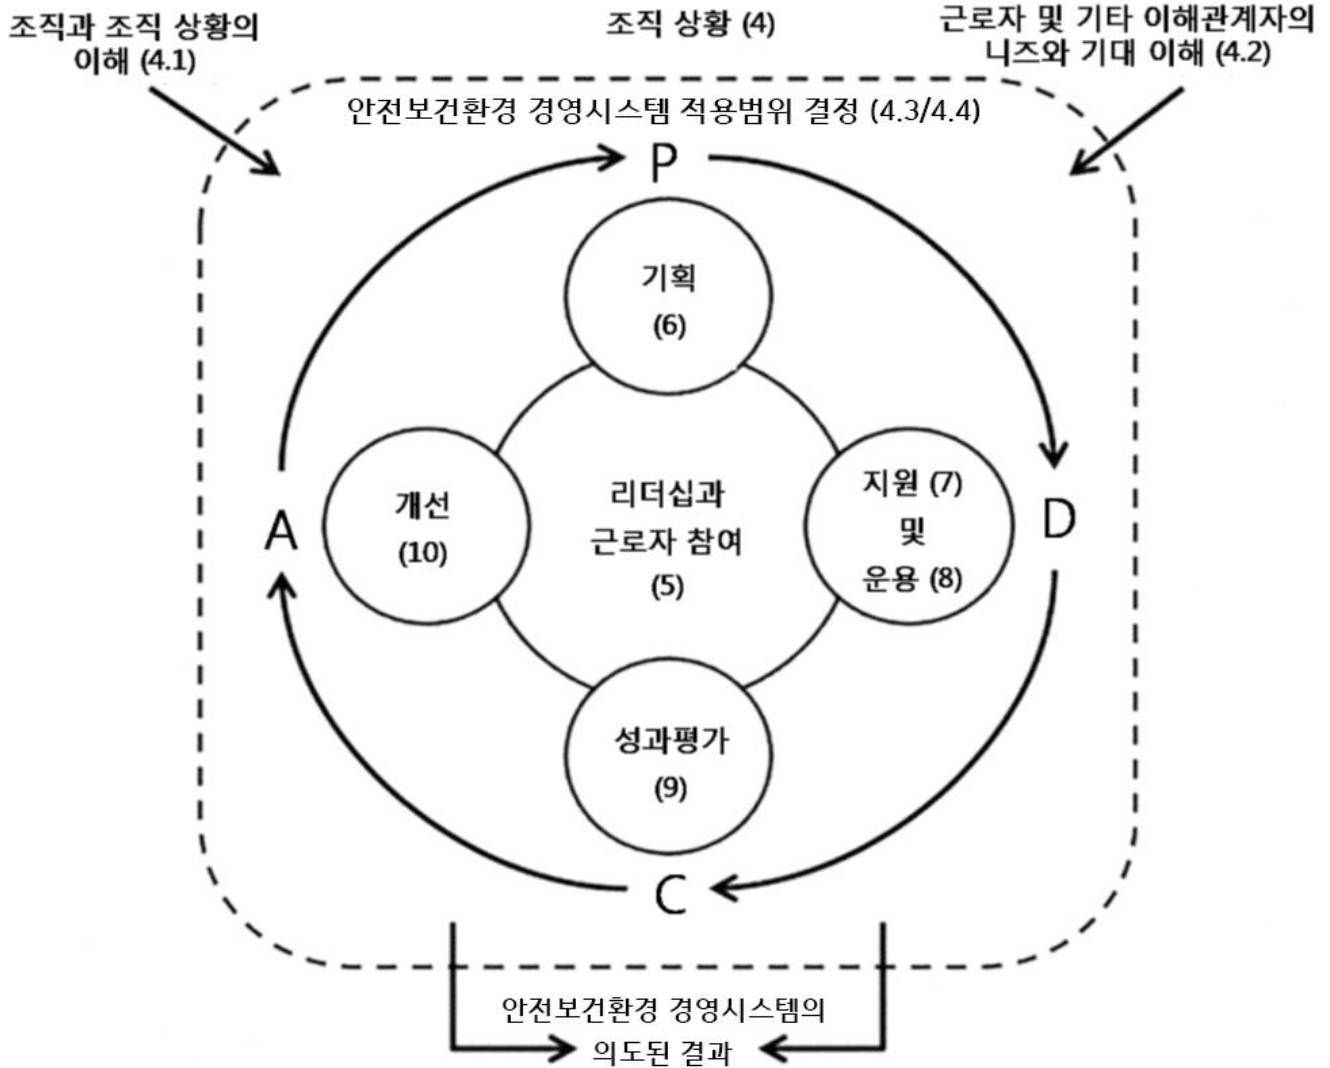 조직과 조직 상황의
이해 (4.1)
조직 상황 (4)
근로자 및 기타 이해관계자의
니즈와 기대 이해 (4.2)
안전보건환경 경영시스템 적용범위 결정 (4.3/4.4)
P
기획
(6)
개선
(10)
A
리더십과
근로자 참여
(5)
지원 (7)
및
운용 (8)
D
성과평가
(9)
C
안전보건환경 경영시스템의
의도된 결과